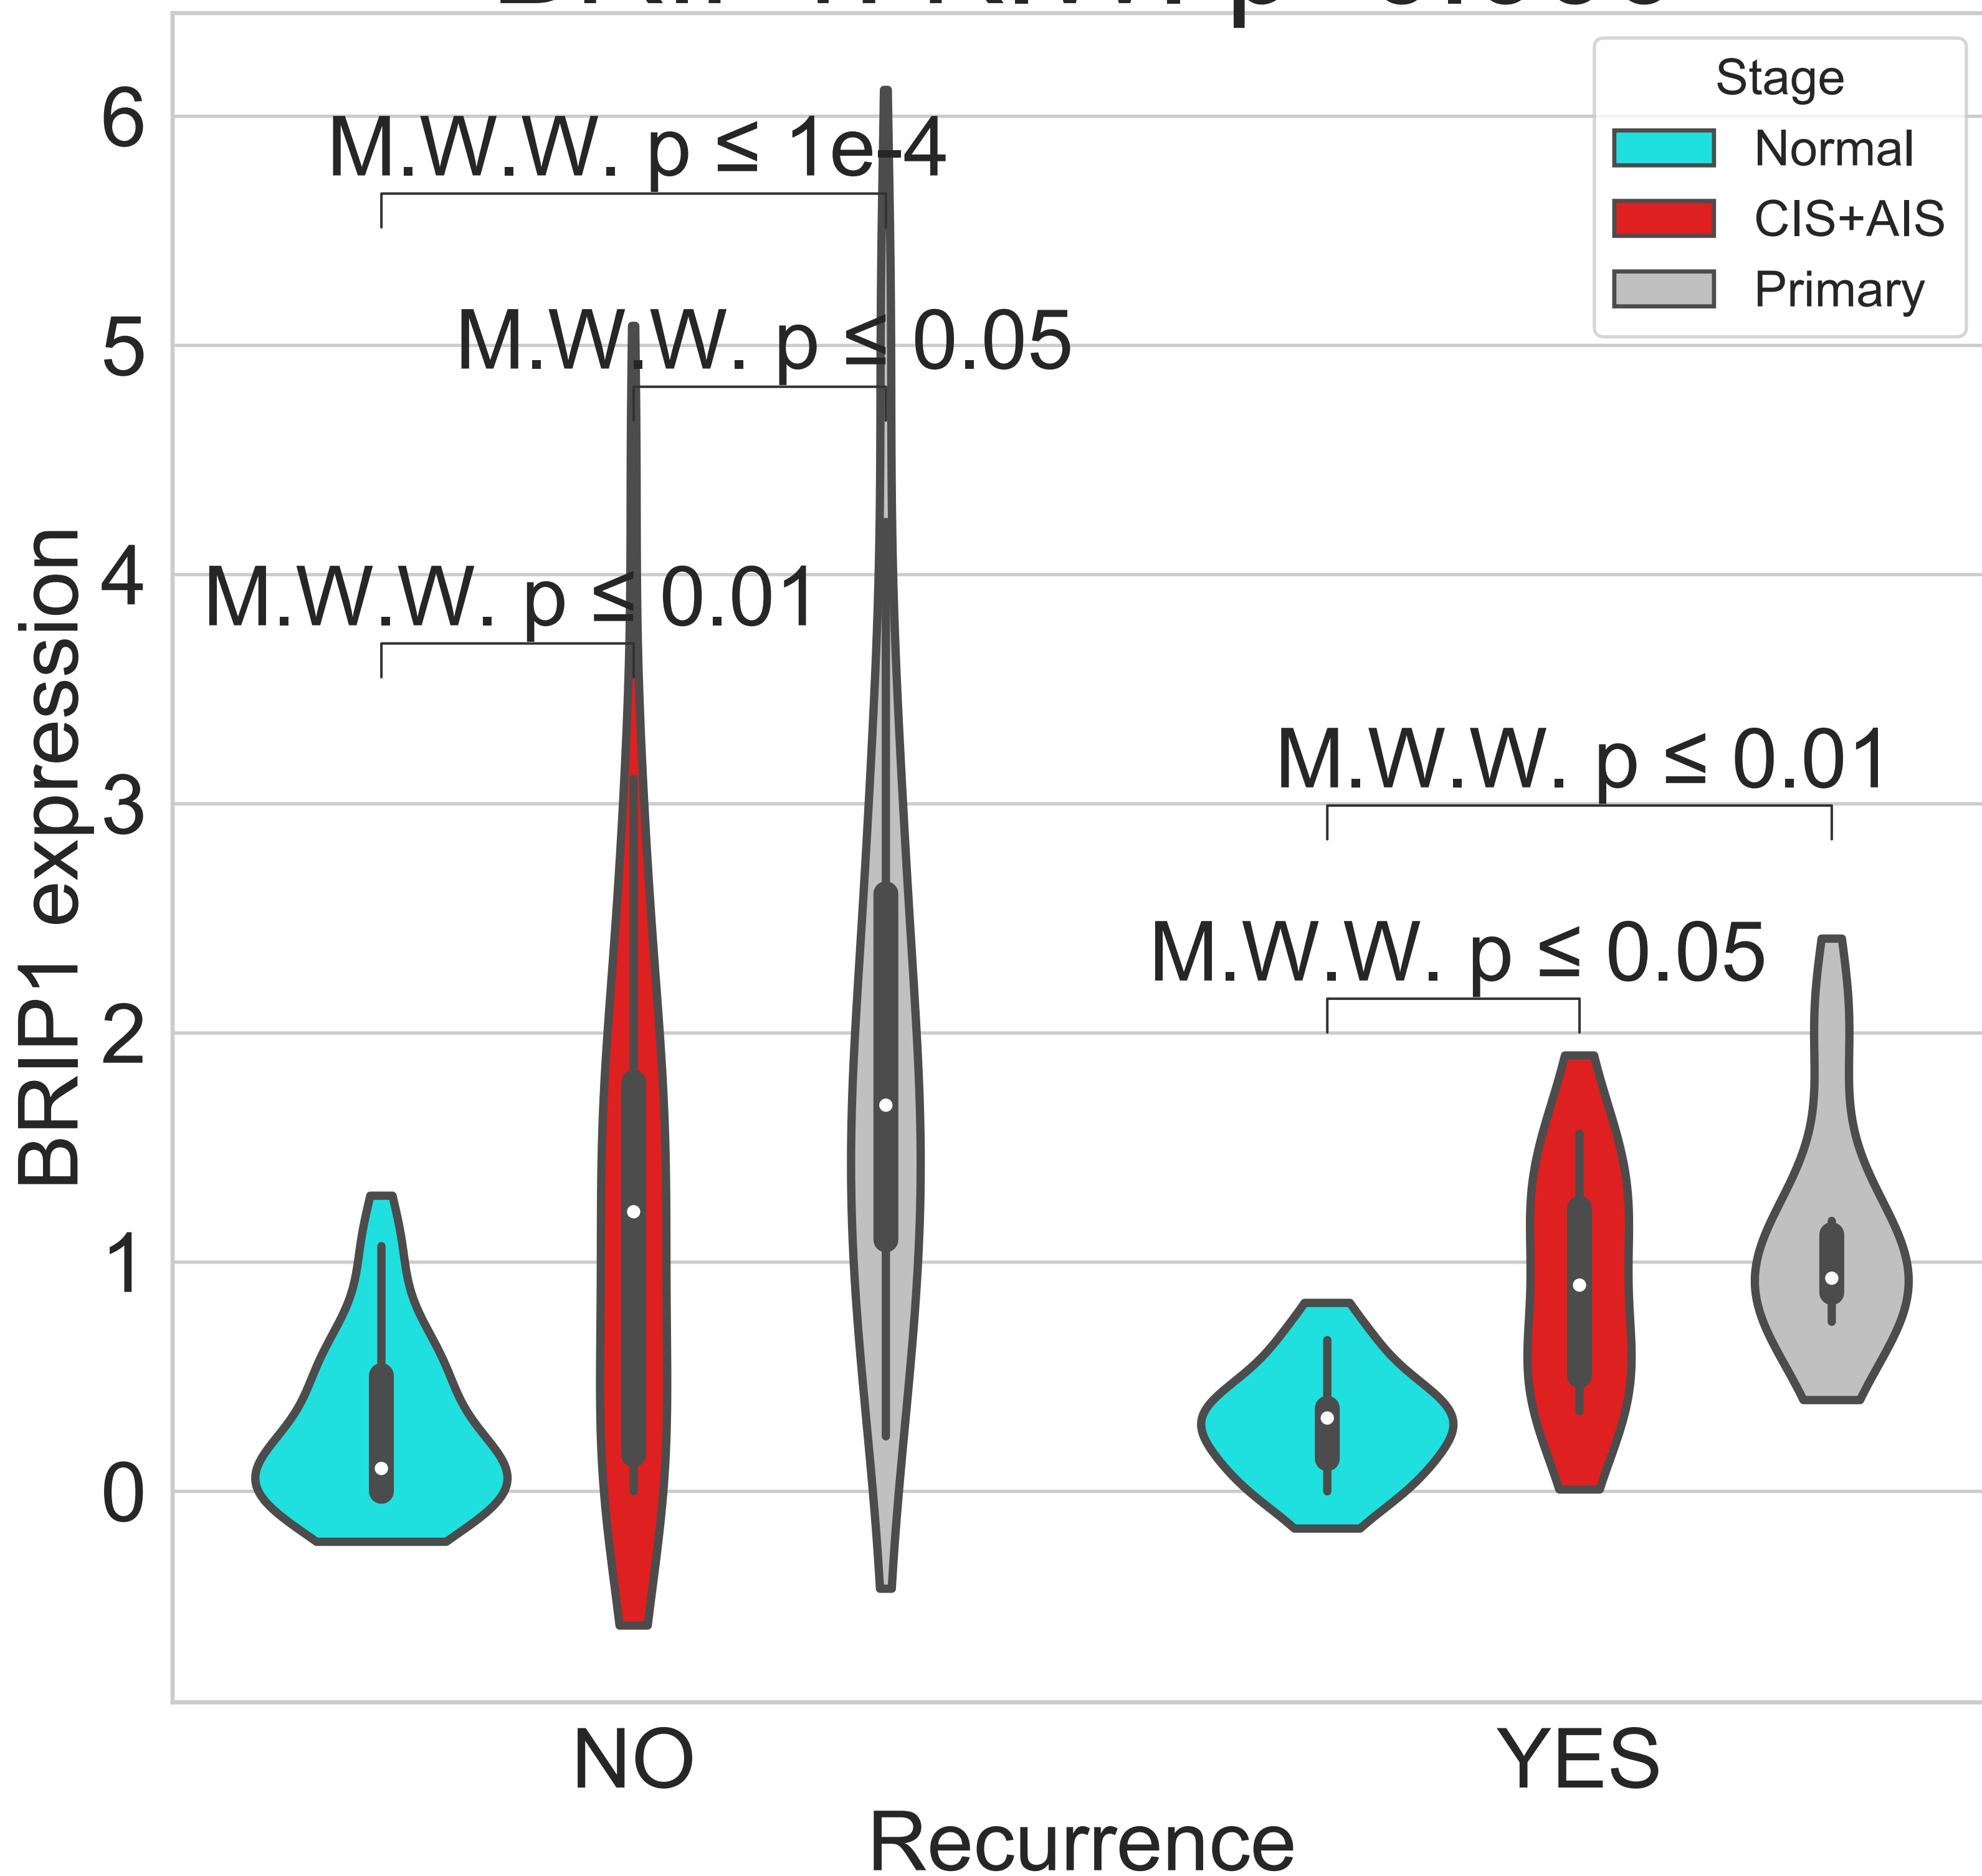 Stage
Normal
CIS+AIS
Primary
6
5
4
3
2
1
0
BRIP1 expression
M.W.W. p ≤ 1e-4
M.W.W. p ≤ 0.05
M.W.W. p ≤ 0.01
M.W.W. p ≤ 0.01
M.W.W. p ≤ 0.05
NO
YES
Recurrence